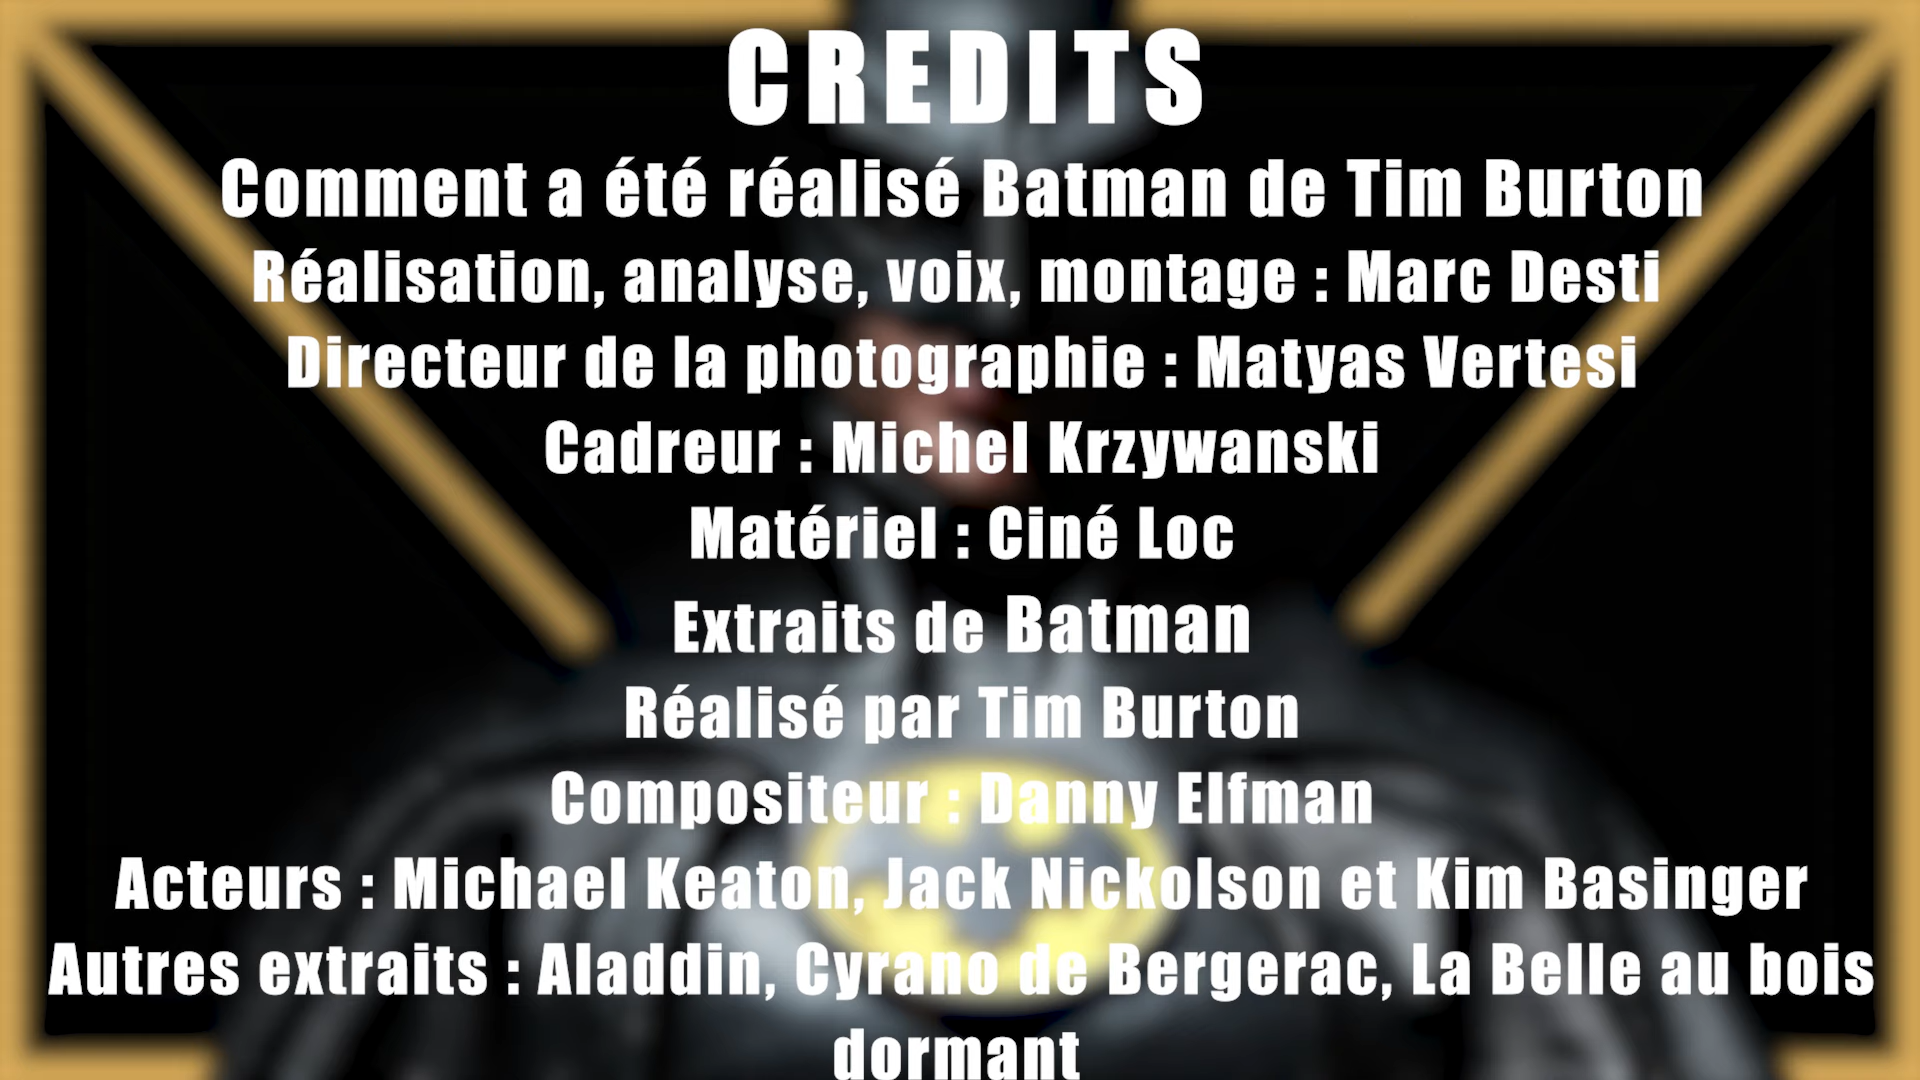 CREDITS
Comment a été réalisé Batman de Tim Burton
Réalisation, analyse, voix, montage : Marc Desti
Directeur de la photographie : Matyas Vertesi
Cadreur : Michel Krzywanski
Matériel : Ciné Loc
Extraits de Batman
Réalisé par Tim Burton
Compositeur : Danny Elfman
Acteurs : Michael Keaton, Jack Nickolson et Kim Basinger
Autres extraits : Aladdin, Cyrano de Bergerac, La Belle au bois
dormant